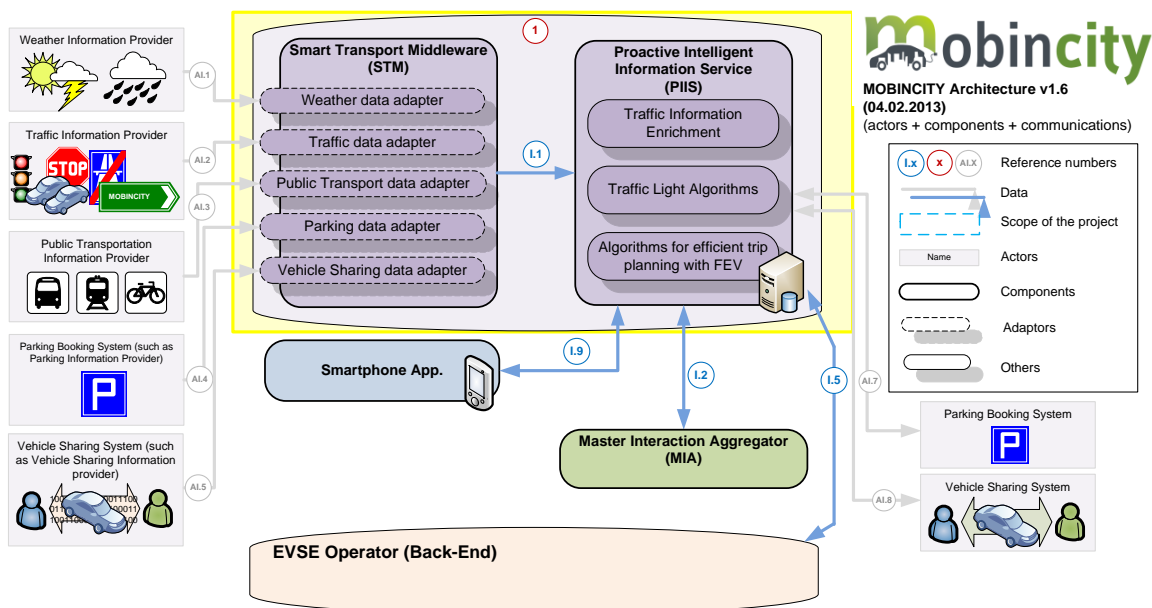 Weather Information Provider
Traffic Information Provider
STOP
MOBINCITY
Public Transportation
Information Provider
Parking Booking System (such as
Parking Information Provider)
P
Vehicle Sharing System (such
as Vehicle Sharing Information
provider)
AI.1
AI.2
AI.3
AI.4
AI.5
1
Smart Transport Middleware
(STM)
Weather data adapter
Traffic data adapter
Public Transport data adapter
Parking data adapter
Vehicle Sharing data adapter
I.1
Proactive Intelligent
Information Service
(PIIS)
Traffic Information
Enrichment
Traffic Light Algorithms
Algorithms for efficient trip
planning with FEV
Smartphone App.
I.9
I.2
I.5
Master Interaction Aggregator
(MIA)
EVSE Operator (Back-End)
mobincity
MOBINCITY Architecture v1.6
(04.02.2013)
(actors + components + communications)
I.x x AI.X Reference numbers
Data
Scope of the project
Name Actors
Components
Adaptors
Others
AI.7
AI.8
Parking Booking System
P
Vehicle Sharing System